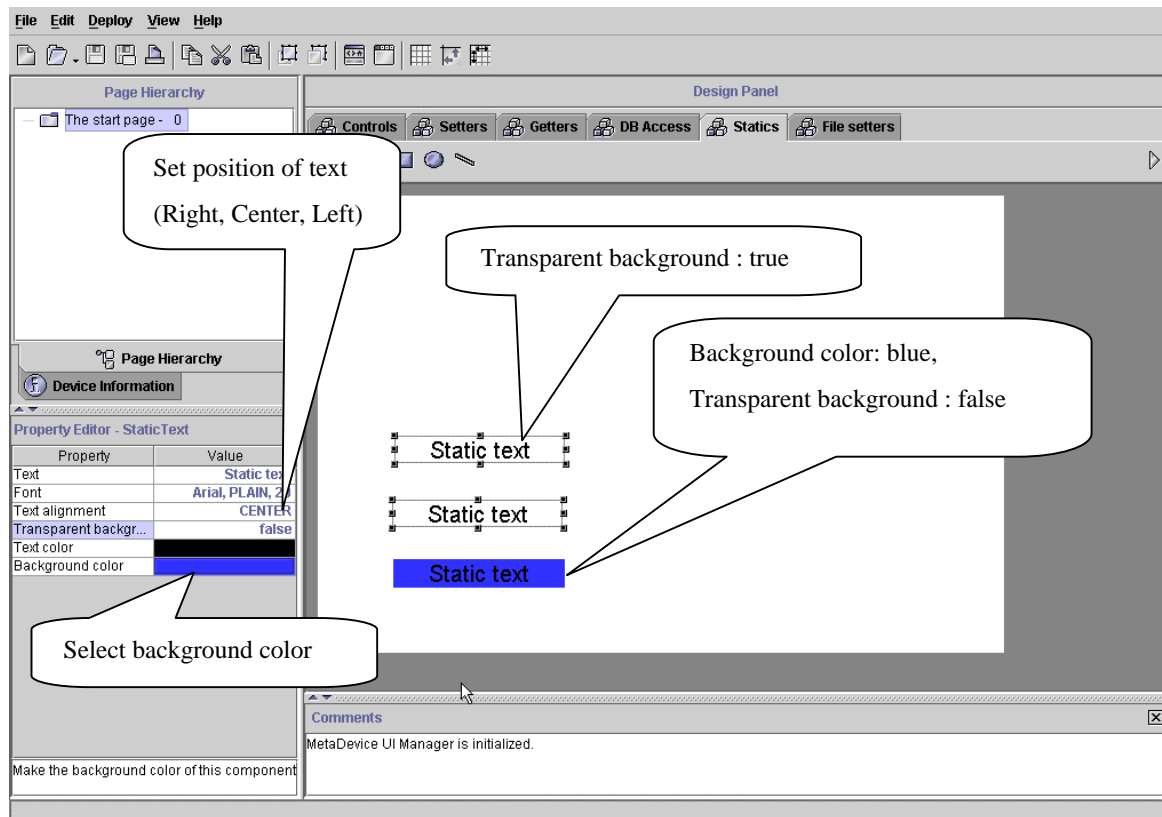 File Edit Deploy View Help
Page Hierarchy
Design Panel
The start page - 0
Controls Setters Getters DB Access Statics File setters
Set position of text
(Right, Center, Left)
Transparent background : true
Background color: blue,
Transparent background : false
Page Hierarchy
Device Information
Property Editor - StaticText
Property Value
Text Static tex
Font Arial, PLAIN, 20
Text alignment CENTER
Transparent backgr... false
Text color
Background color
Static text
Static text
Static text
Select background color
Comments
MetaDevice UI Manager is initialized.
Make the background color of this component